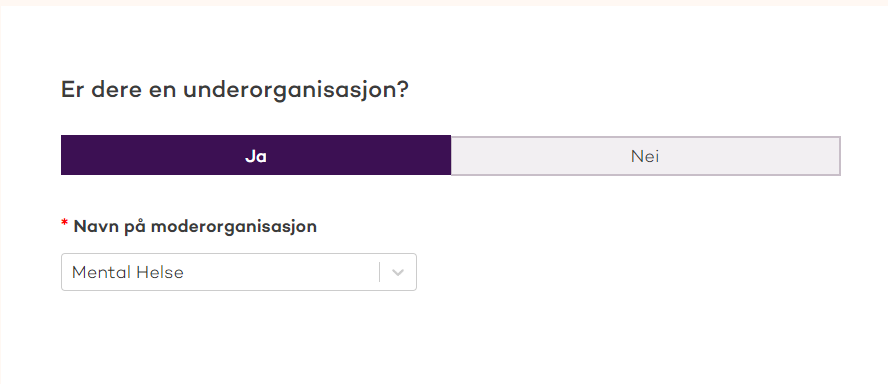 Er dere en underorganisasjon?
Ja
Nei
* Navn på moderorganisasjon
Mental Helse